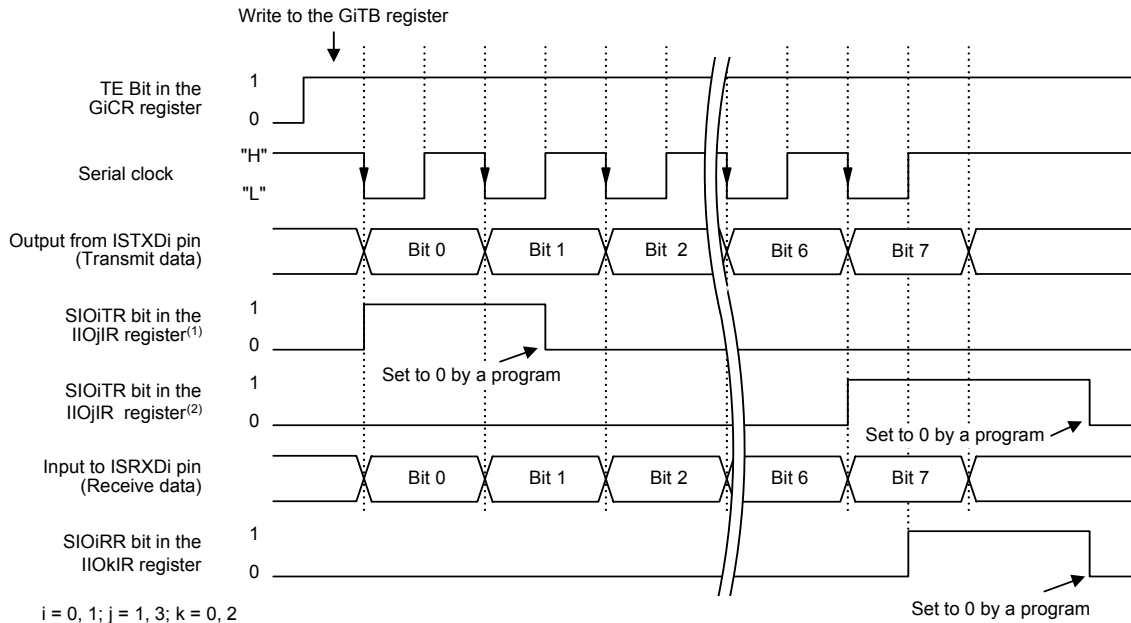 Write to the GiTB register
TE Bit in the
GiCR register
1
0
Serial clock
"H"
"L"
Output from ISTXDi pin
(Transmit data)
Bit 0
Bit 1
Bit 2
Bit 6
Bit 7
SIOiTR bit in the
IIOjIR register(1)
1
0
Set to 0 by a program
SIOiTR bit in the
IIOjIR register(2)
1
0
Set to 0 by a program
Input to ISRXDi pin
(Receive data)
Bit 0
Bit 1
Bit 2
Bit 6
Bit 7
SIOiRR bit in the
IIOkIR register
1
0
Set to 0 by a program
i = 0, 1; j = 1, 3; k = 0, 2